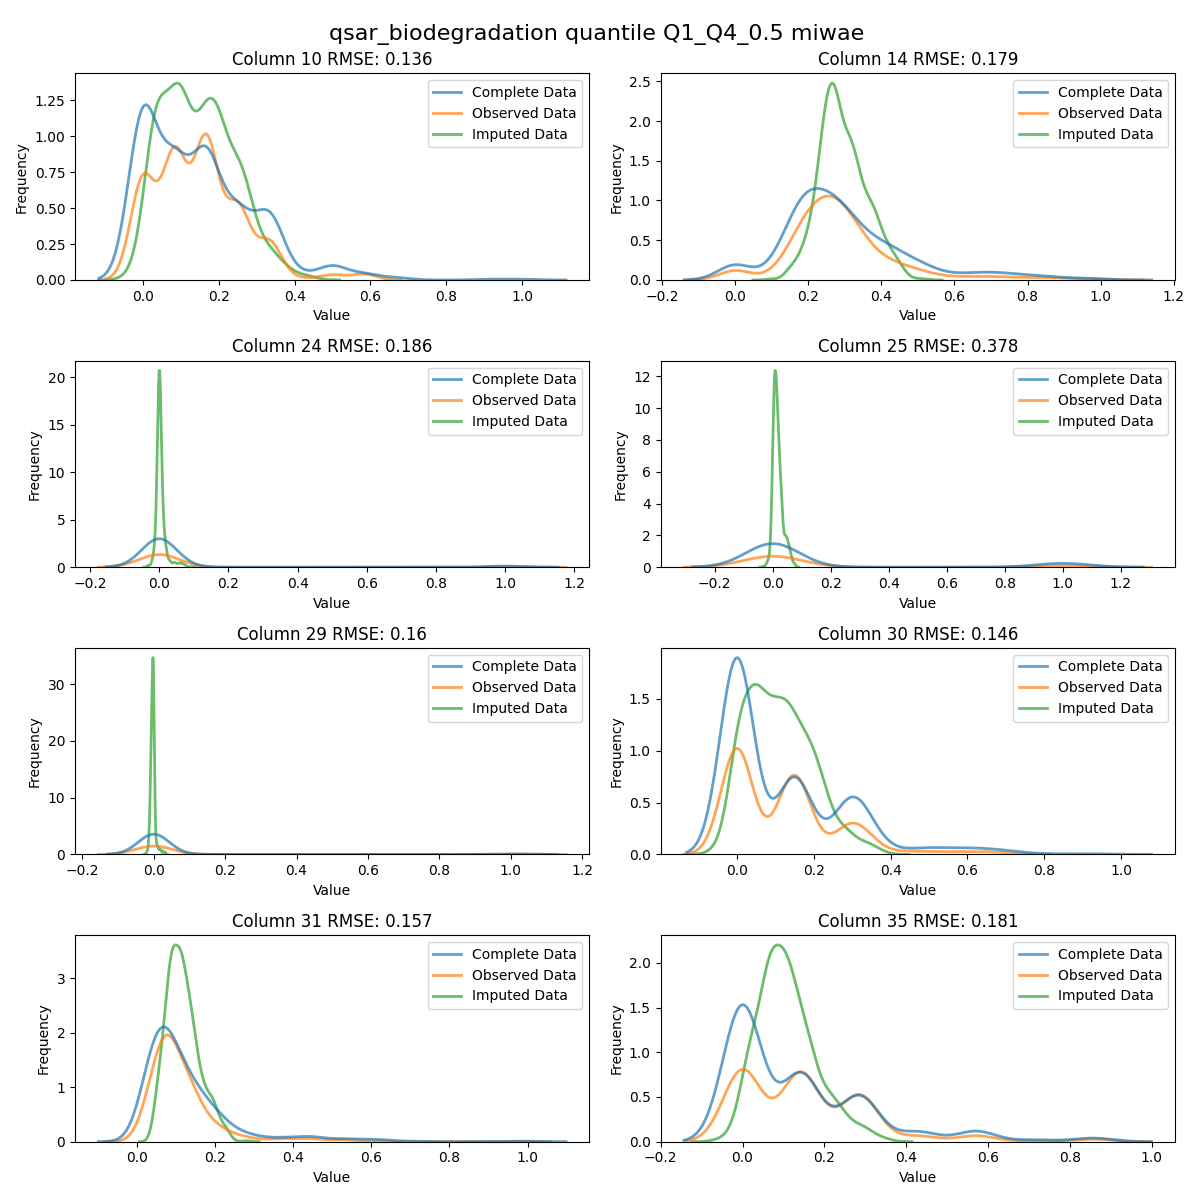 qsar_biodegradation quantile Q1_Q4_0.5 miwae
Column 10 RMSE: 0.136
Frequency
1.25
1.00
0.75
0.50
0.25
0.00
0.0 0.2 0.4 0.6 0.8 1.0
Value
Complete Data
Observed Data
Imputed Data
Column 14 RMSE: 0.179
Frequency
2.5
2.0
1.5
1.0
0.5
0.0
−0.2 0.0 0.2 0.4 0.6 0.8 1.0 1.2
Value
Complete Data
Observed Data
Imputed Data
Column 24 RMSE: 0.186
Frequency
20
15
10
5
0
−0.2 0.0 0.2 0.4 0.6 0.8 1.0 1.2
Value
Complete Data
Observed Data
Imputed Data
Column 25 RMSE: 0.378
Frequency
12
10
8
6
4
2
0
−0.2 0.0 0.2 0.4 0.6 0.8 1.0 1.2
Value
Complete Data
Observed Data
Imputed Data
Column 29 RMSE: 0.16
Frequency
30
20
10
0
−0.2 0.0 0.2 0.4 0.6 0.8 1.0 1.2
Value
Complete Data
Observed Data
Imputed Data
Column 30 RMSE: 0.146
Frequency
1.5
1.0
0.5
0.0
0.0 0.2 0.4 0.6 0.8 1.0
Value
Complete Data
Observed Data
Imputed Data
Column 31 RMSE: 0.157
Frequency
3
2
1
0
0.0 0.2 0.4 0.6 0.8 1.0
Value
Complete Data
Observed Data
Imputed Data
Column 35 RMSE: 0.181
Frequency
2.0
1.5
1.0
0.5
0.0
−0.2 0.0 0.2 0.4 0.6 0.8 1.0
Value
Complete Data
Observed Data
Imputed Data